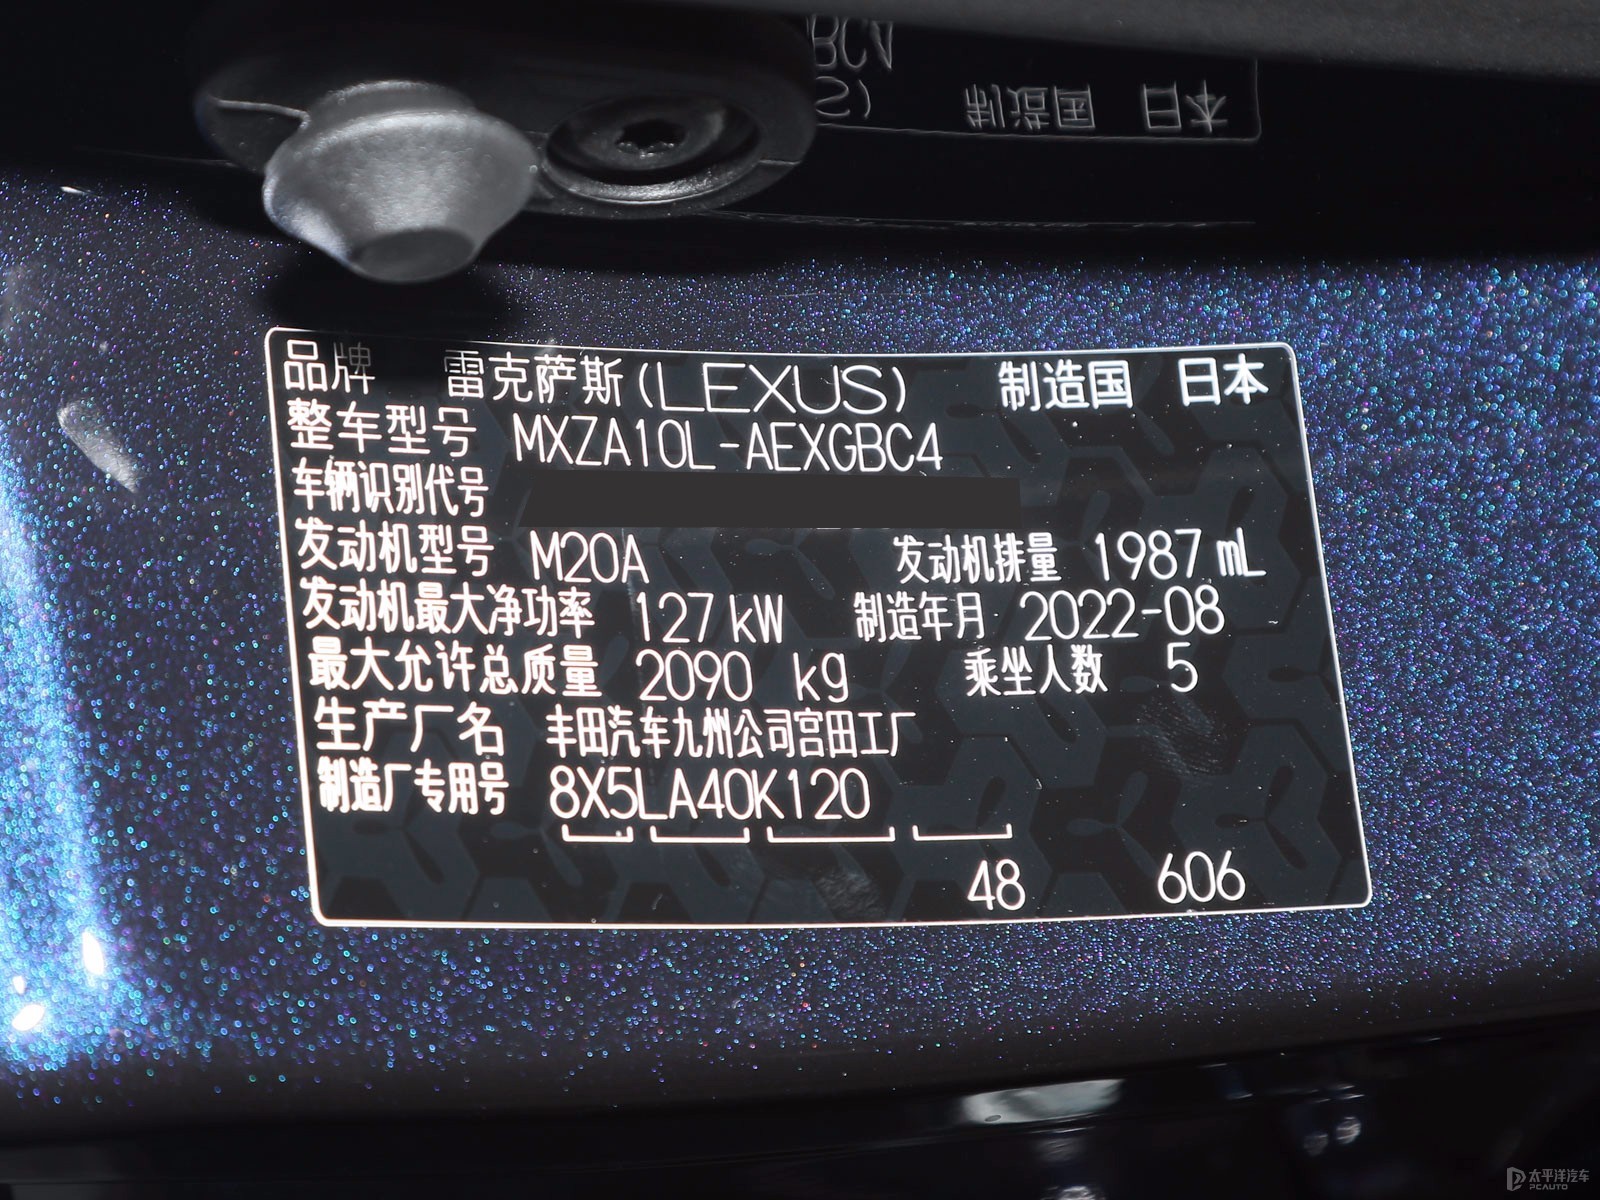 品牌 雷克萨斯(LEXUS) 制造国 日本
整车型号 MXZA10L-AEXGBC4
车辆识别代号
发动机型号 M20A 发动机排量 1987 mL
发动机最大净功率 127 kW 制造年月 2022-08
最大允许总质量 2090 kg 乘坐人数 5
生产厂名 丰田汽车九州公司宫田工厂
制造厂专用号 8X5LA40K120
48 606
太平洋汽车
PCAUTO